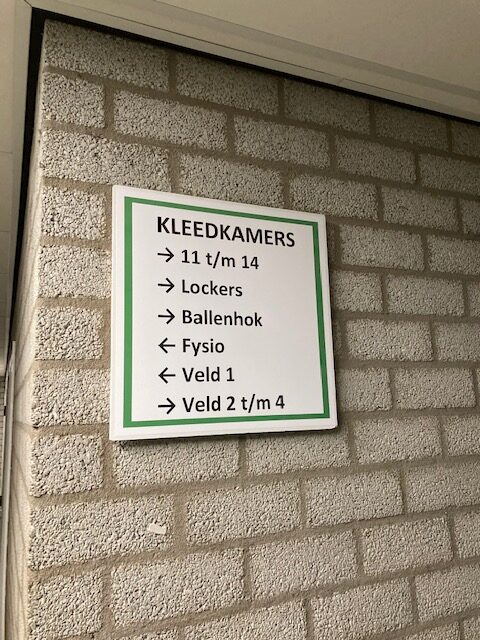 KLEEDKAMERS
→ 11 t/m 14
→ Lockers
→ Ballenhok
← Fysio
← Veld 1
→ Veld 2 t/m 4